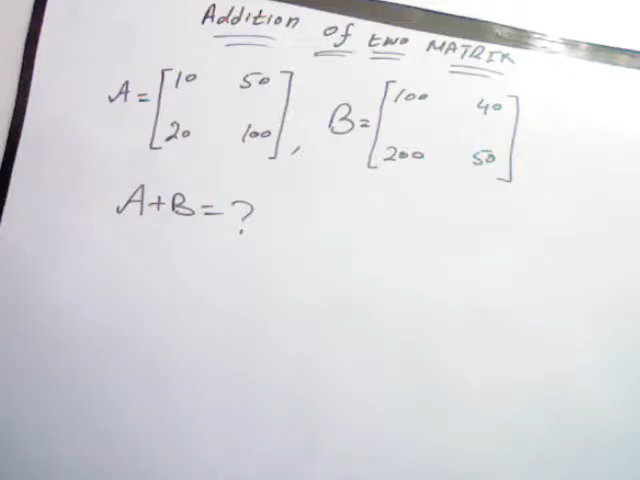 Addition of two MATRIX
A = [10 50
20 100], B = [100 40
200 50]
A+B = ?